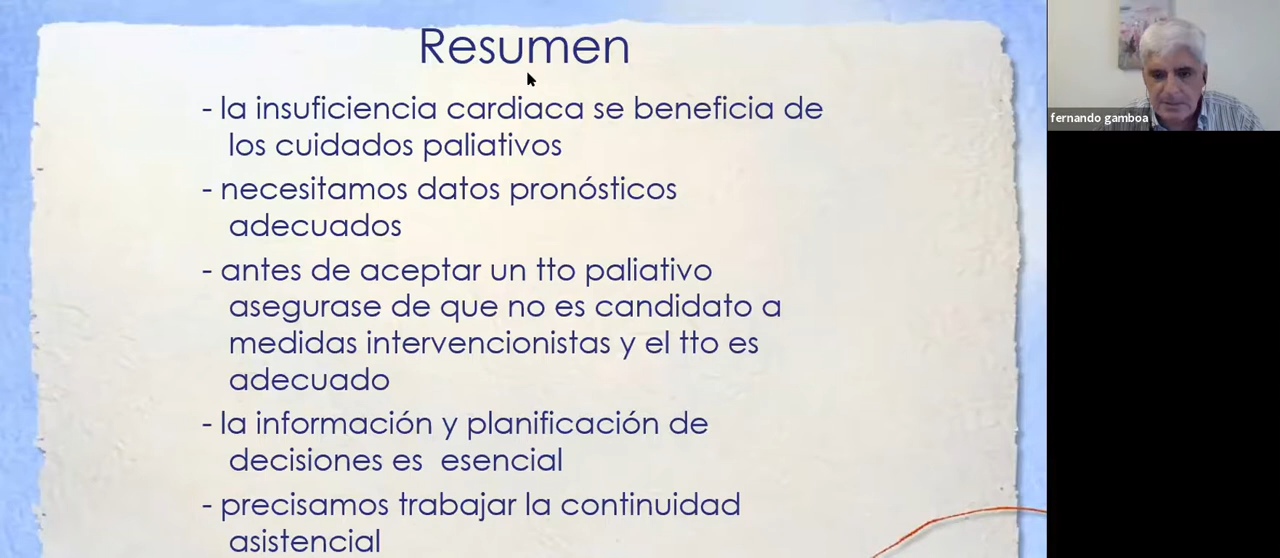 Resumen
- la insuficiencia cardiaca se beneficia de
los cuidados paliativos
- necesitamos datos pronósticos
adecuados
- antes de aceptar un tto paliativo
asegurase de que no es candidato a
medidas intervencionistas y el tto es
adecuado
- la información y planificación de
decisiones es esencial
- precisamos trabajar la continuidad
asistencial
fernando gamboa